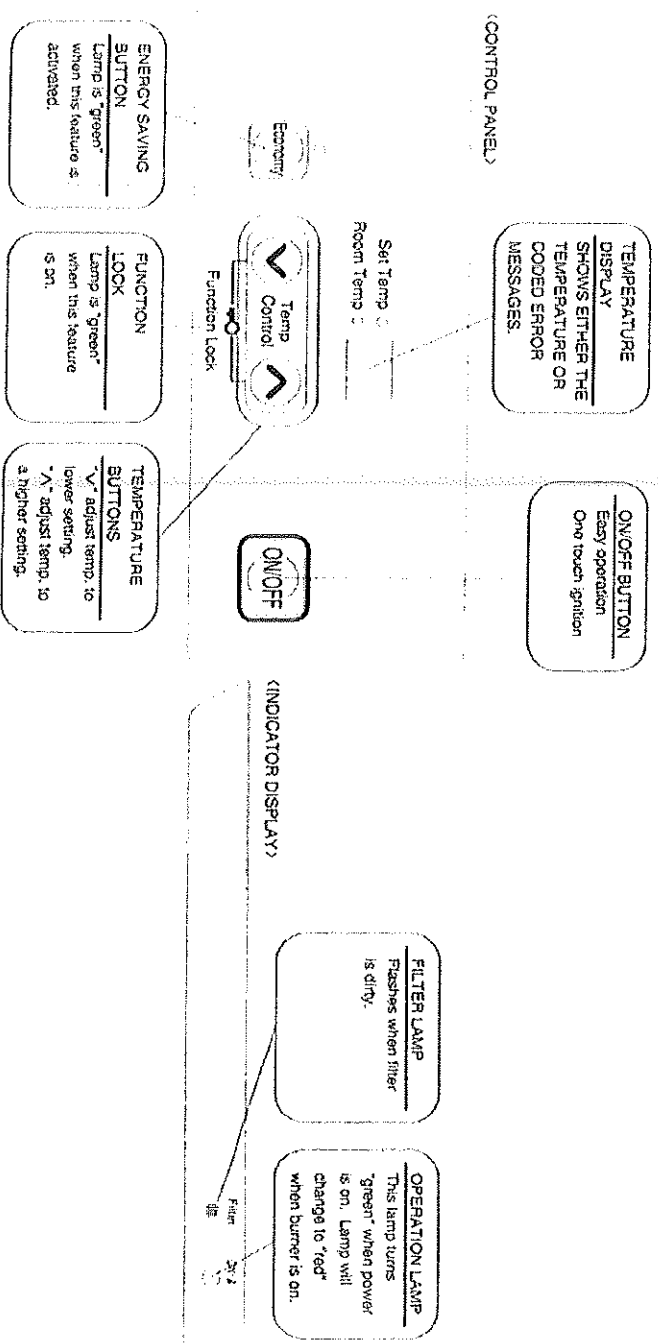 <CONTROL PANEL>
TEMPERATURE
DISPLAY
SHOWS EITHER THE
TEMPERATURE OR
CODED ERROR
MESSAGES.
ON/OFF BUTTON
Easy operation
One touch ignition
Set Temp
Room Temp
Economy
Temp
Control
Function Lock
ON/OFF
ENERGY SAVING
BUTTON
Lamp is "green"
when this feature is
activated.
FUNCTION
LOCK
Lamp is "green"
when this feature
is on.
TEMPERATURE
BUTTONS
"∨" adjust temp. to
lower setting.
"∧" adjust temp. to
a higher setting.
<INDICATOR DISPLAY>
FILTER LAMP
Flashes when filter
is dirty.
OPERATION LAMP
This lamp turns
"green" when power
is on. Lamp will
change to "red"
when burner is on.
Filter